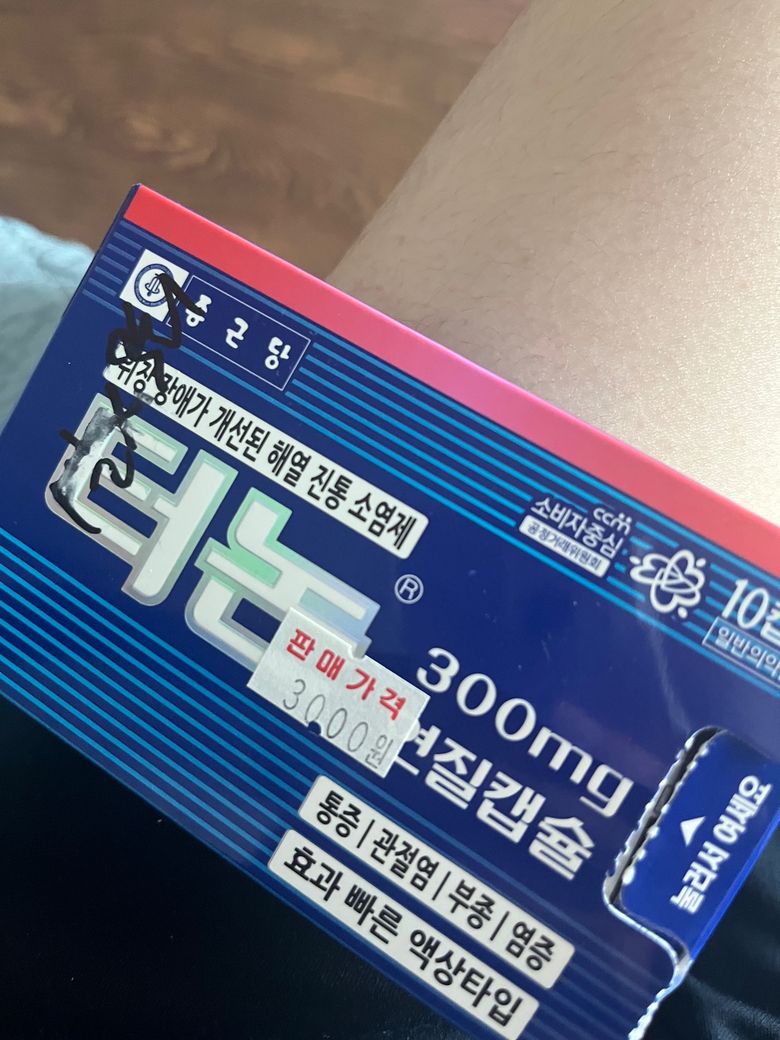 종근당
위장장애가 개선된 해열 진통 소염제
터논®
판매가격
3000원
300mg
연질캡슐
통증 | 관절염 | 부종 | 염증
효과 빠른 액상타입
ccm
소비자중심
공정거래위원회
10캡
일반의
눌러서 여세요